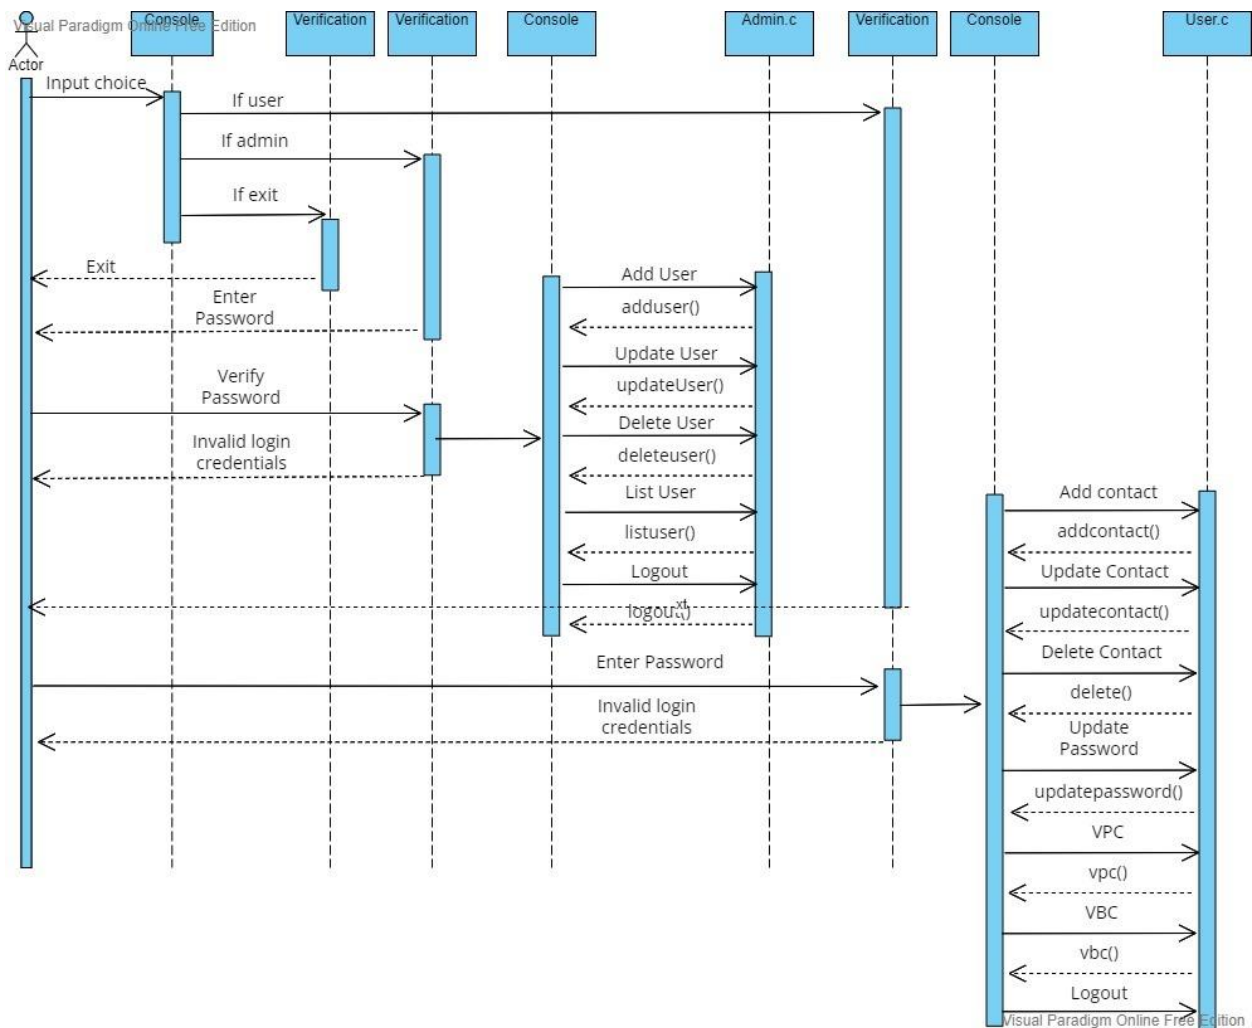 Console
Verification
Verification
Console
Admin.c
Verification
Console
User.c
Visual Paradigm Online Free Edition
Actor
Input choice
If user
If admin
If exit
Exit
Enter
Password
Verify
Password
Invalid login
credentials
Add User
adduser()
Update User
updateUser()
Delete User
deleteuser()
List User
listuser()
Logout
logout()
Enter Password
Invalid login
credentials
Add contact
addcontact()
Update Contact
updatecontact()
Delete Contact
delete()
Update
Password
updatepassword()
VPC
vpc()
VBC
vbc()
Logout
Visual Paradigm Online Free Edition